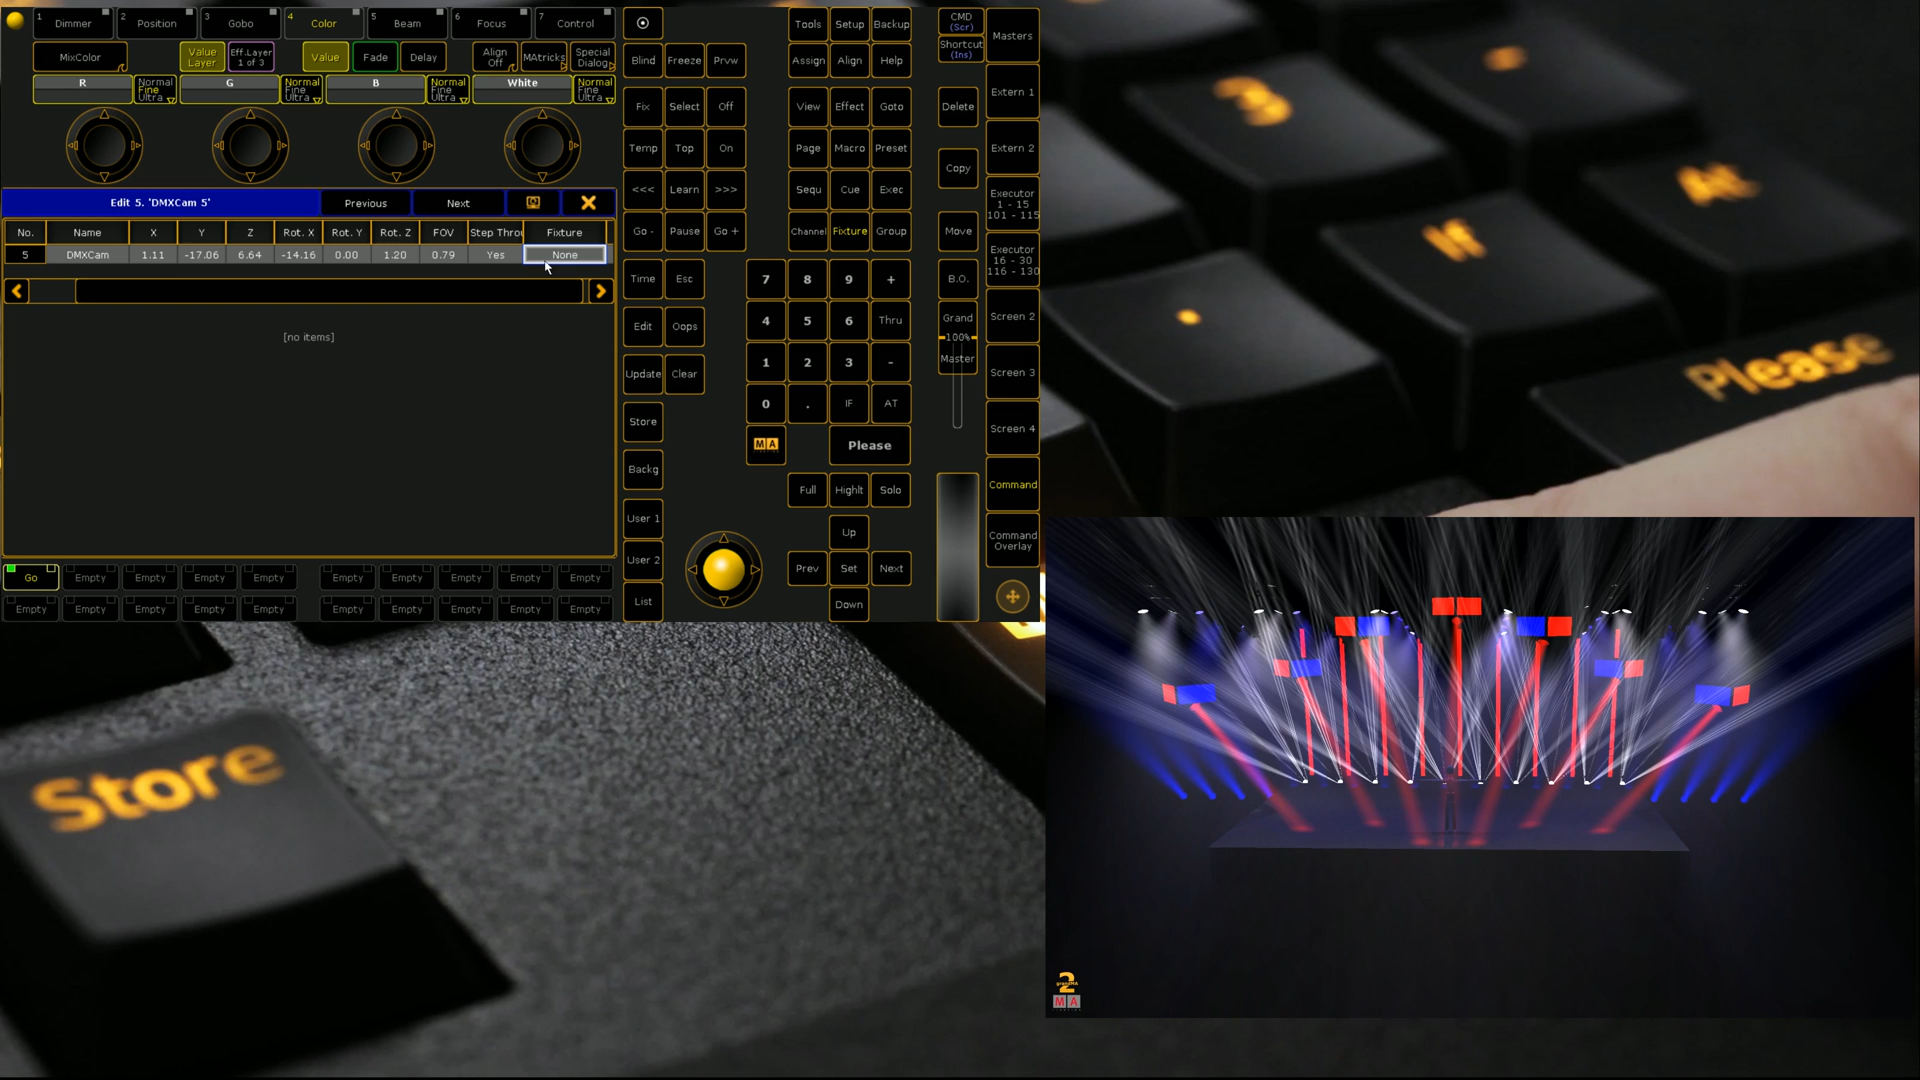 1 Dimmer
2 Position
3 Gobo
4 Color
5 Beam
6 Focus
7 Control
MixColor
Value Layer
Eff.Layer 1 of 3
Value
Fade
Delay
Align Off
MAtricks
Special Dialog
R
Normal Fine Ultra
G
Normal Fine Ultra
B
Normal Fine Ultra
White
Normal Fine Ultra
Edit 5. 'DMXCam 5'
Previous
Next
No. Name X Y Z Rot. X Rot. Y Rot. Z FOV Step Throu Fixture
5 DMXCam 1.11 -17.06 6.64 -14.16 0.00 1.20 0.79 Yes None
[no items]
Go Empty Empty Empty Empty Empty Empty Empty Empty Empty
Empty Empty Empty Empty Empty Empty Empty Empty Empty Empty
Blind Freeze Prvw
Fix Select Off
Temp Top On
<<< Learn >>>
Go - Pause Go +
Time Esc
Edit Oops
Update Clear
Store
Backg
User 1
User 2
List
Tools Setup Backup
Assign Align Help
View Effect Goto
Page Macro Preset
Sequ Cue Exec
Channel Fixture Group
7 8 9 +
4 5 6 Thru
1 2 3 -
0 . IF AT
MA Please
Full Highlt Solo
Up
Prev Set Next
Down
CMD (Scr)
Shortcut (Ins)
Delete
Copy
Move
B.O.
Grand
100%
Master
Masters
Extern 1
Extern 2
Executor
1 - 15
101 - 115
Executor
16 - 30
116 - 130
Screen 2
Screen 3
Screen 4
Command
Command
Overlay
3
If
At
Please
Store
2
grandMA
MA